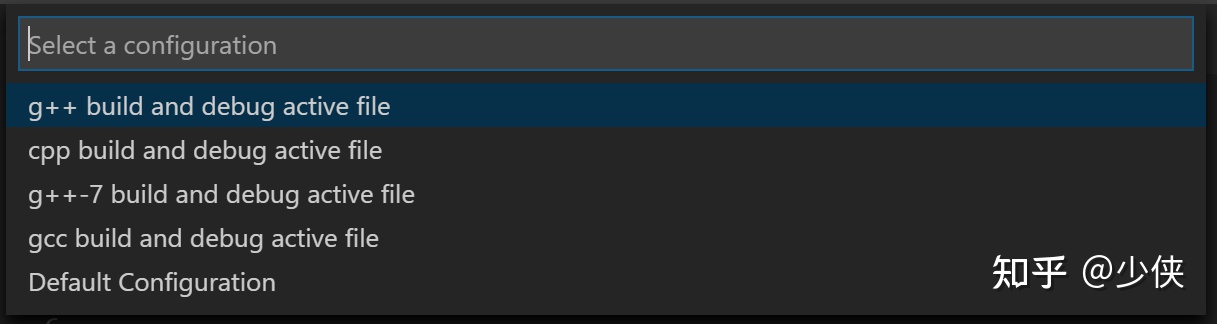 Select a configuration
g++ build and debug active file
cpp build and debug active file
g++-7 build and debug active file
gcc build and debug active file
Default Configuration
知乎 @少侠